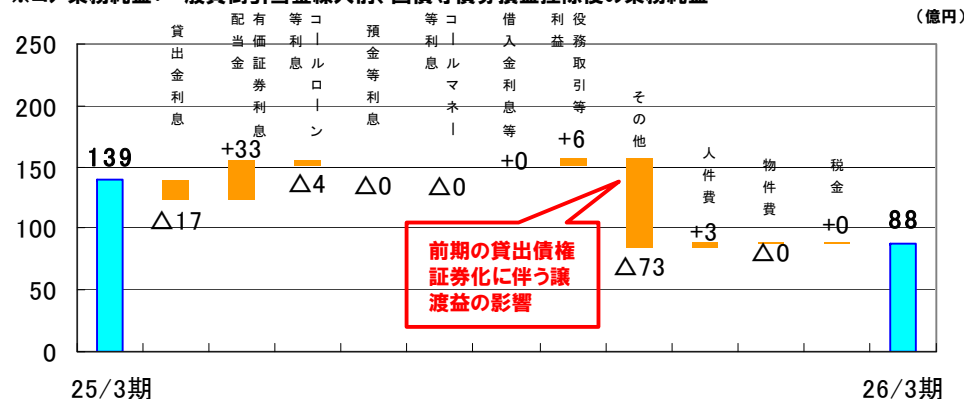 (億円)
250
200
150
100
50
0
139
貸出金利息
△17
有価証券利息
配当金
+33
コールローン
等利息
△4
預金等利息
△0
コールマネー
等利息
△0
借入金利息等
+0
役務取引等
利益
+6
その他
△73
前期の貸出債権
証券化に伴う譲
渡益の影響
人件費
+3
物件費
△0
税金
+0
88
25/3期
26/3期